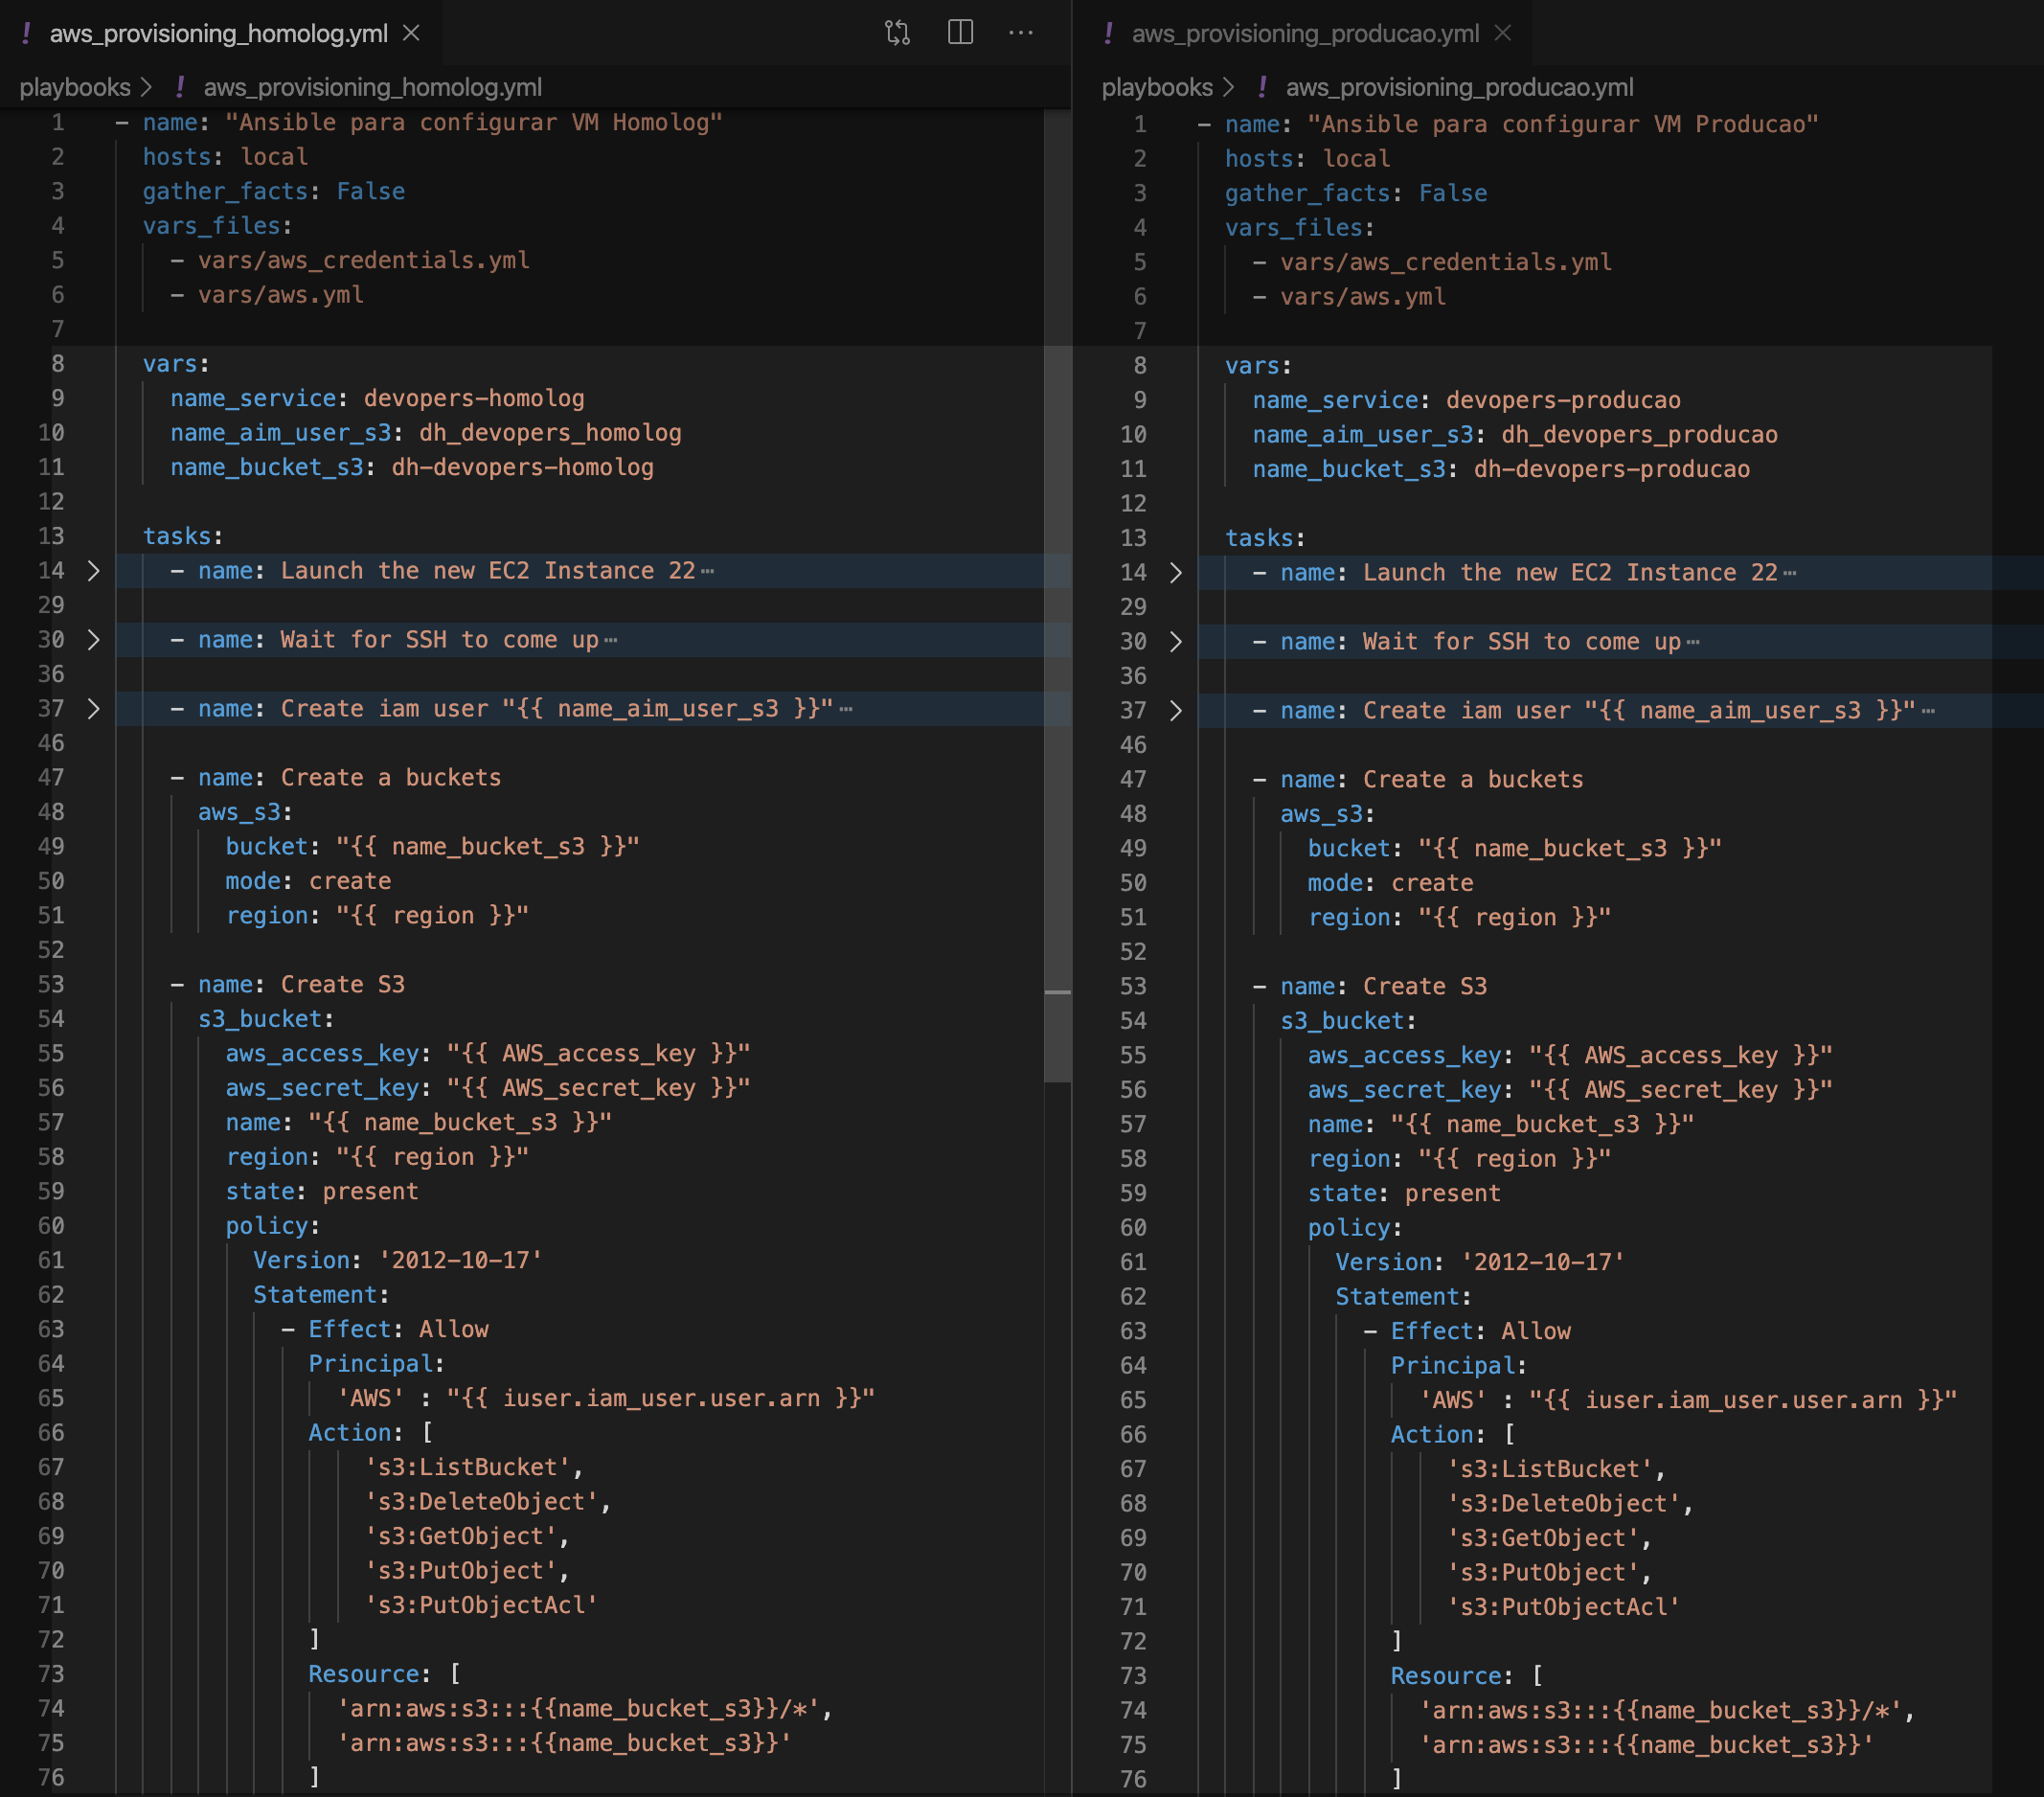 aws_provisioning_homolog.yml
playbooks > ! aws_provisioning_homolog.yml
1 - name: "Ansible para configurar VM Homolog"
2 hosts: local
3 gather_facts: False
4 vars_files:
5 - vars/aws_credentials.yml
6 - vars/aws.yml
7
8 vars:
9 name_service: devopers-homolog
10 name_aim_user_s3: dh_devopers_homolog
11 name_bucket_s3: dh-devopers-homolog
12
13 tasks:
14 - name: Launch the new EC2 Instance 22…
29
30 - name: Wait for SSH to come up…
36
37 - name: Create iam user "{{ name_aim_user_s3 }}"…
46
47 - name: Create a buckets
48 aws_s3:
49 bucket: "{{ name_bucket_s3 }}"
50 mode: create
51 region: "{{ region }}"
52
53 - name: Create S3
54 s3_bucket:
55 aws_access_key: "{{ AWS_access_key }}"
56 aws_secret_key: "{{ AWS_secret_key }}"
57 name: "{{ name_bucket_s3 }}"
58 region: "{{ region }}"
59 state: present
60 policy:
61 Version: '2012-10-17'
62 Statement:
63 - Effect: Allow
64 Principal:
65 'AWS' : "{{ iuser.iam_user.user.arn }}"
66 Action: [
67 's3:ListBucket',
68 's3:DeleteObject',
69 's3:GetObject',
70 's3:PutObject',
71 's3:PutObjectAcl'
72 ]
73 Resource: [
74 'arn:aws:s3:::{{name_bucket_s3}}/*',
75 'arn:aws:s3:::{{name_bucket_s3}}'
76 ]
aws_provisioning_producao.yml
playbooks > ! aws_provisioning_producao.yml
1 - name: "Ansible para configurar VM Producao"
2 hosts: local
3 gather_facts: False
4 vars_files:
5 - vars/aws_credentials.yml
6 - vars/aws.yml
7
8 vars:
9 name_service: devopers-producao
10 name_aim_user_s3: dh_devopers_producao
11 name_bucket_s3: dh-devopers-producao
12
13 tasks:
14 - name: Launch the new EC2 Instance 22…
29
30 - name: Wait for SSH to come up…
36
37 - name: Create iam user "{{ name_aim_user_s3 }}"…
46
47 - name: Create a buckets
48 aws_s3:
49 bucket: "{{ name_bucket_s3 }}"
50 mode: create
51 region: "{{ region }}"
52
53 - name: Create S3
54 s3_bucket:
55 aws_access_key: "{{ AWS_access_key }}"
56 aws_secret_key: "{{ AWS_secret_key }}"
57 name: "{{ name_bucket_s3 }}"
58 region: "{{ region }}"
59 state: present
60 policy:
61 Version: '2012-10-17'
62 Statement:
63 - Effect: Allow
64 Principal:
65 'AWS' : "{{ iuser.iam_user.user.arn }}"
66 Action: [
67 's3:ListBucket',
68 's3:DeleteObject',
69 's3:GetObject',
70 's3:PutObject',
71 's3:PutObjectAcl'
72 ]
73 Resource: [
74 'arn:aws:s3:::{{name_bucket_s3}}/*',
75 'arn:aws:s3:::{{name_bucket_s3}}'
76 ]